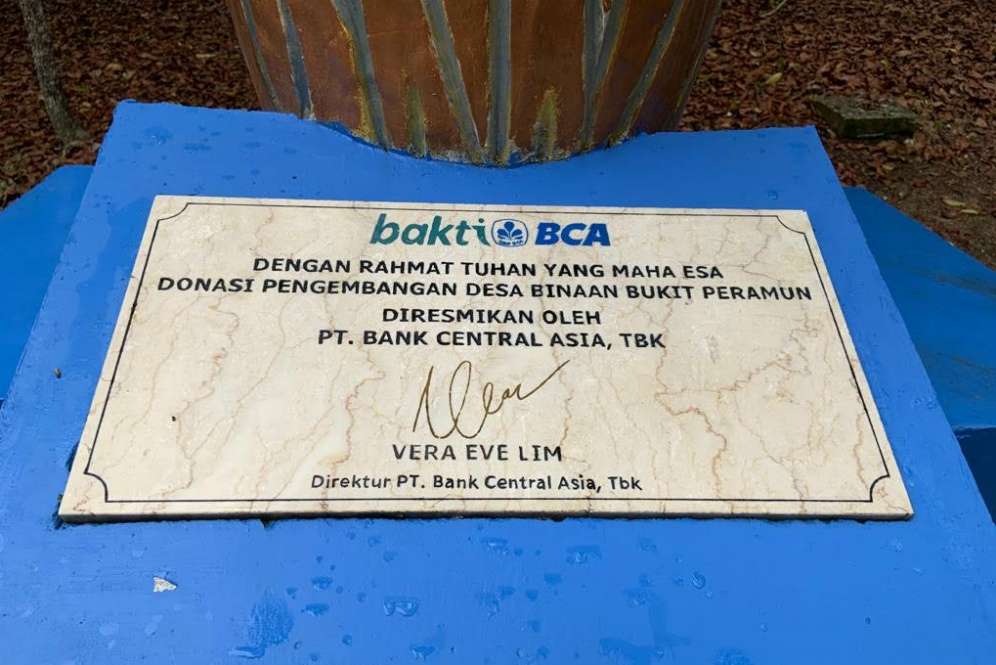 bakti BCA
DENGAN RAHMAT TUHAN YANG MAHA ESA
DONASI PENGEMBANGAN DESA BINAAN BUKIT PERAMUN
DIRESMIKAN OLEH
PT. BANK CENTRAL ASIA, TBK
VERA EVE LIM
Direktur PT. Bank Central Asia, Tbk